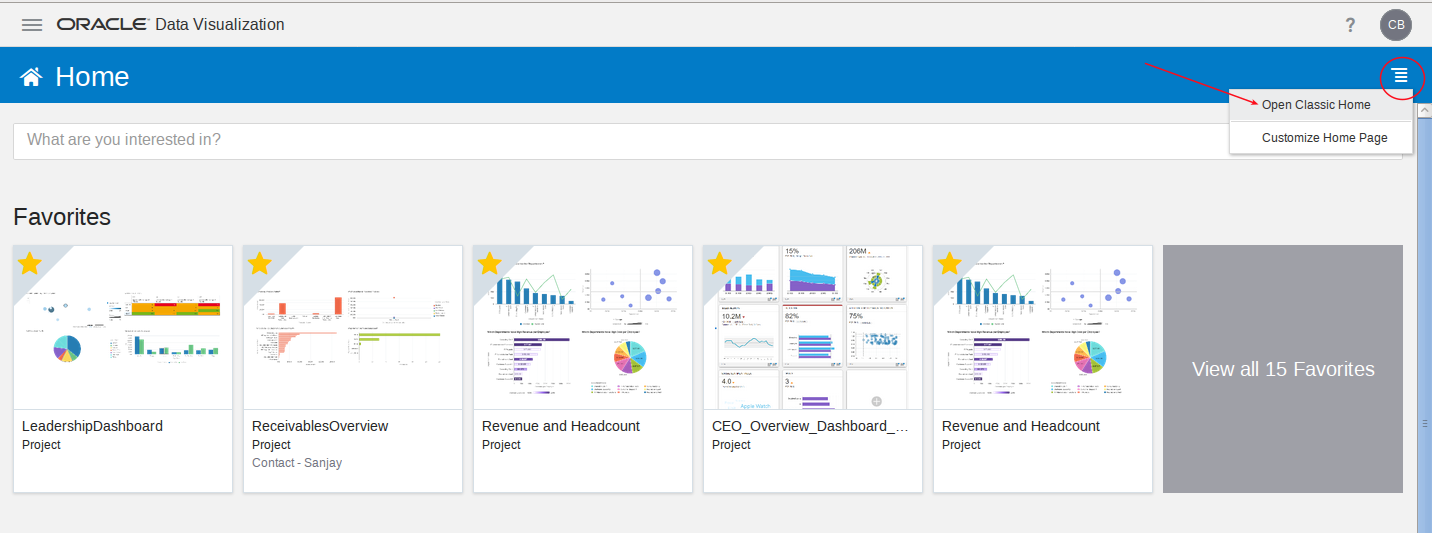 ORACLE Data Visualization
?
CB
Home
Open Classic Home
Customize Home Page
What are you interested in?
Favorites
15%
208M
10.2M
82%
75%
4.0
3
Apple Watch
View all 15 Favorites
LeadershipDashboard
Project
ReceivablesOverview
Project
Contact - Sanjay
Revenue and Headcount
Project
CEO_Overview_Dashboard_...
Project
Revenue and Headcount
Project